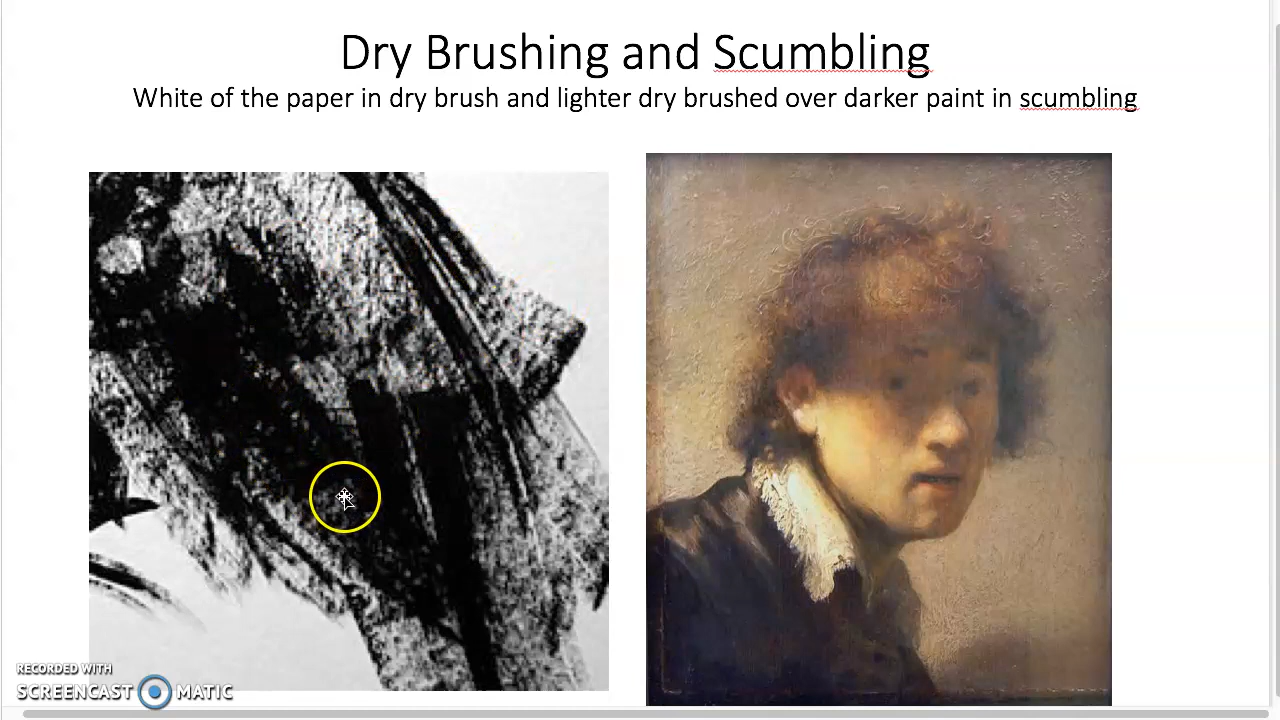 Dry Brushing and Scumbling
White of the paper in dry brush and lighter dry brushed over darker paint in scumbling
RECORDED WITH
SCREENCAST MATIC